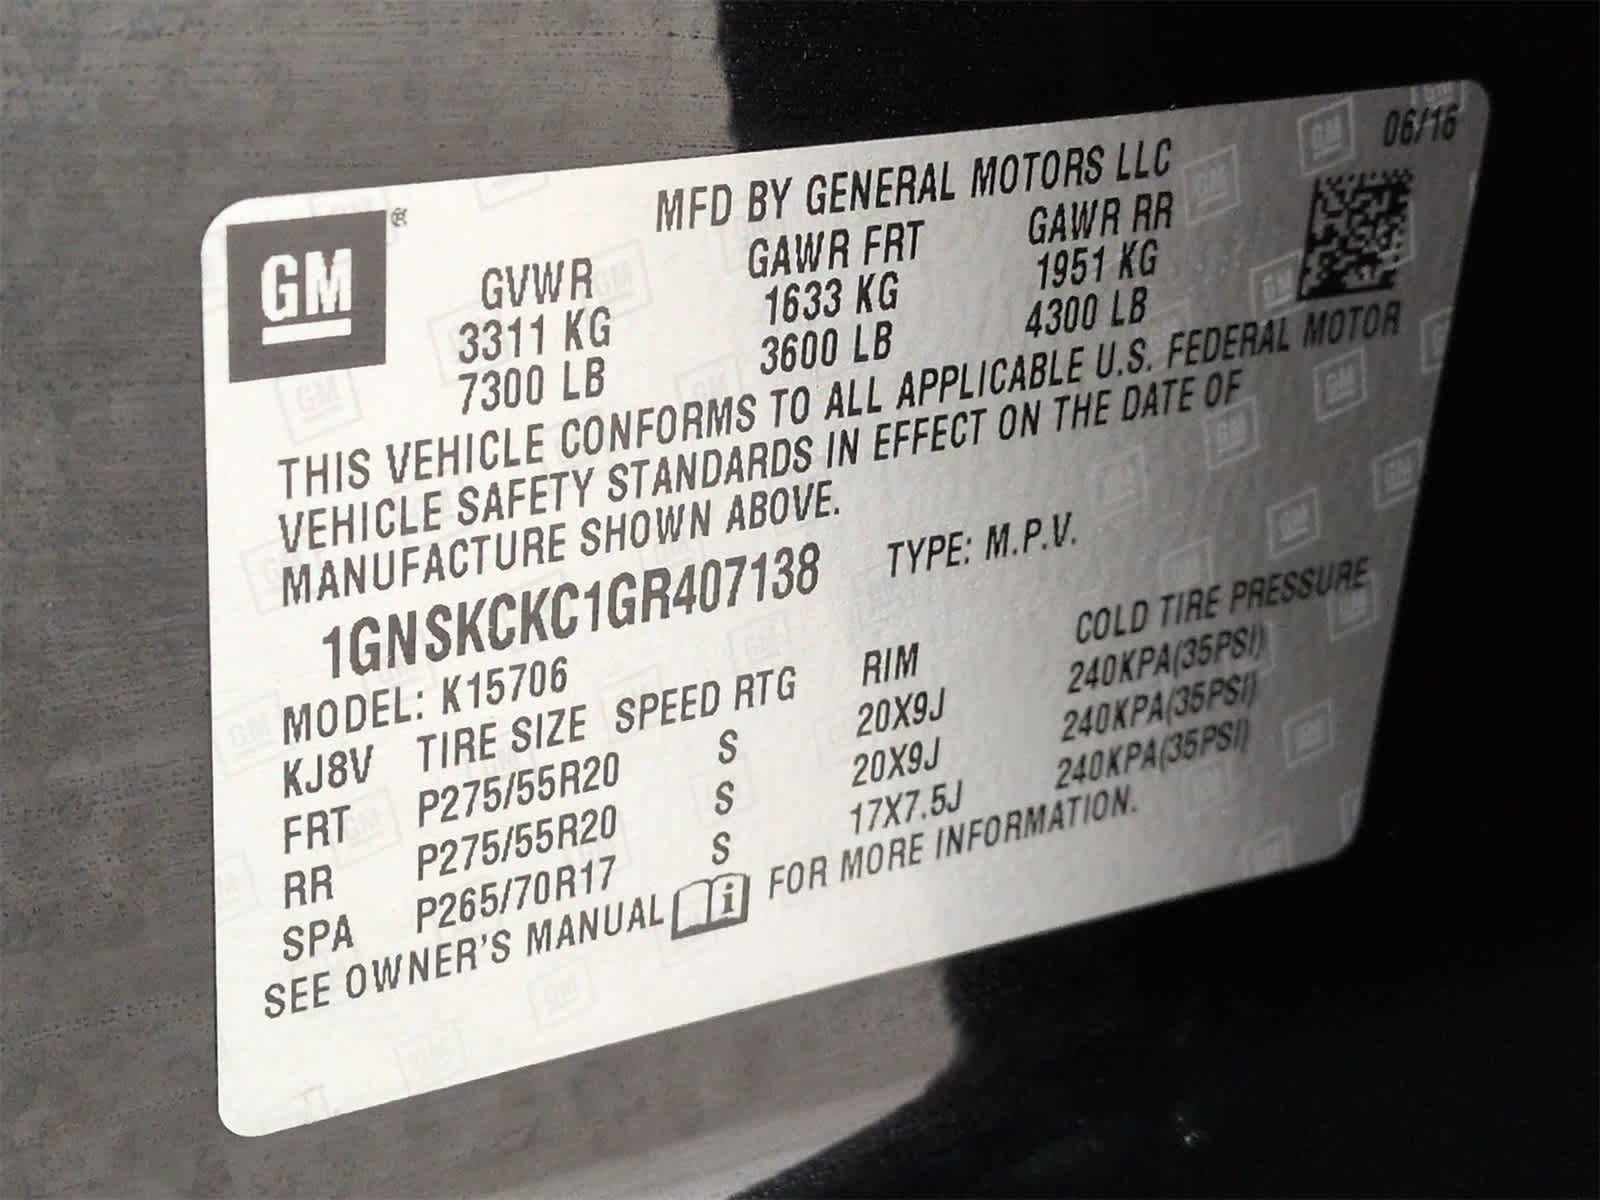 GM®
MFD BY GENERAL MOTORS LLC
06/16
GVWR GAWR FRT GAWR RR
3311 KG 1633 KG 1951 KG
7300 LB 3600 LB 4300 LB
THIS VEHICLE CONFORMS TO ALL APPLICABLE U.S. FEDERAL MOTOR
VEHICLE SAFETY STANDARDS IN EFFECT ON THE DATE OF
MANUFACTURE SHOWN ABOVE.
1GNSKCKC1GR407138 TYPE: M.P.V.
MODEL: K15706
KJ8V TIRE SIZE SPEED RTG RIM COLD TIRE PRESSURE
FRT P275/55R20 S 20X9J 240KPA(35PSI)
RR P275/55R20 S 20X9J 240KPA(35PSI)
SPA P265/70R17 S 17X7.5J 240KPA(35PSI)
SEE OWNER'S MANUAL i FOR MORE INFORMATION.